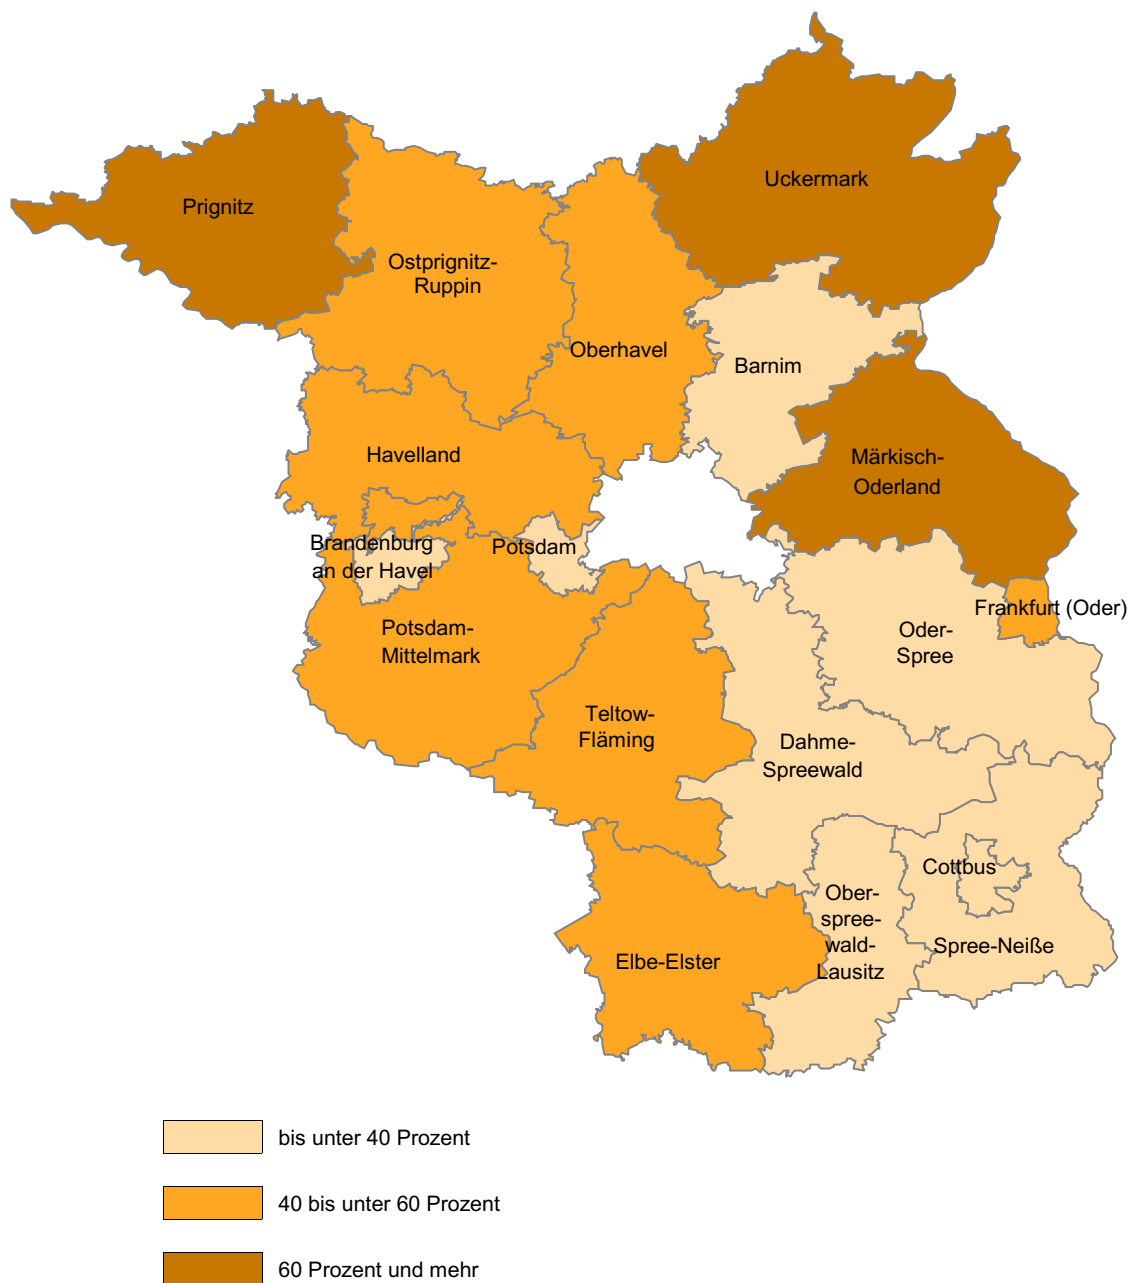 Uckermark
Prignitz
Ostprignitz-
Ruppin
Oberhavel
Barnim
Havelland
Märkisch-
Oderland
Brandenburg
an der Havel
Potsdam
Frankfurt (Oder)
Potsdam-
Mittelmark
Oder-
Spree
Teltow-
Fläming
Dahme-
Spreewald
Cottbus
Ober-
spree-
wald-
Lausitz
Spree-Neiße
Elbe-Elster
bis unter 40 Prozent
40 bis unter 60 Prozent
60 Prozent und mehr